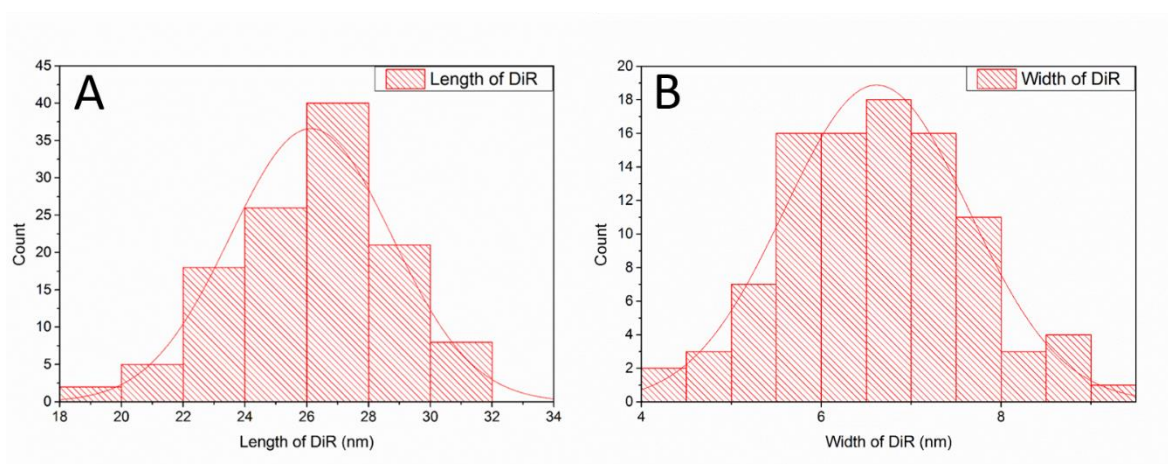 A
Length of DiR
45
40
35
30
25
20
15
10
5
0
Count
18 20 22 24 26 28 30 32 34
Length of DiR (nm)
B
Width of DiR
20
18
16
14
12
10
8
6
4
2
0
Count
4 6 8
Width of DiR (nm)